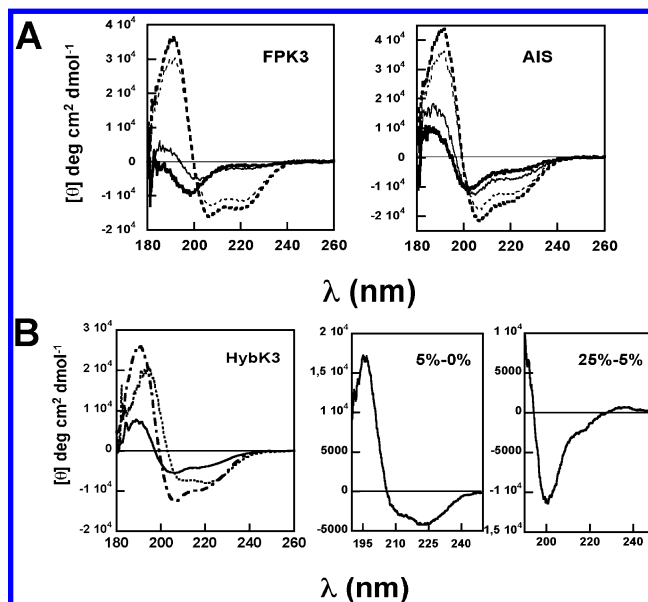 A
FPK3
AIS
[θ] deg cm² dmol⁻¹
4 10⁴
3 10⁴
2 10⁴
1 10⁴
0
-1 10⁴
-2 10⁴
180 200 220 240 260
4 10⁴
3 10⁴
2 10⁴
1 10⁴
0
-1 10⁴
-2 10⁴
180 200 220 240 260
λ (nm)
B
HybK3
5%-0%
25%-5%
[θ] deg cm² dmol⁻¹
3 10⁴
2 10⁴
1 10⁴
0
-1 10⁴
-2 10⁴
180 200 220 240 260
2 10⁴
1,5 10⁴
1 10⁴
5000
0
-5000
195 210 225 240
1 10⁴
5000
0
-5000
-1 10⁴
1,5 10⁴
200 220 240
λ (nm)